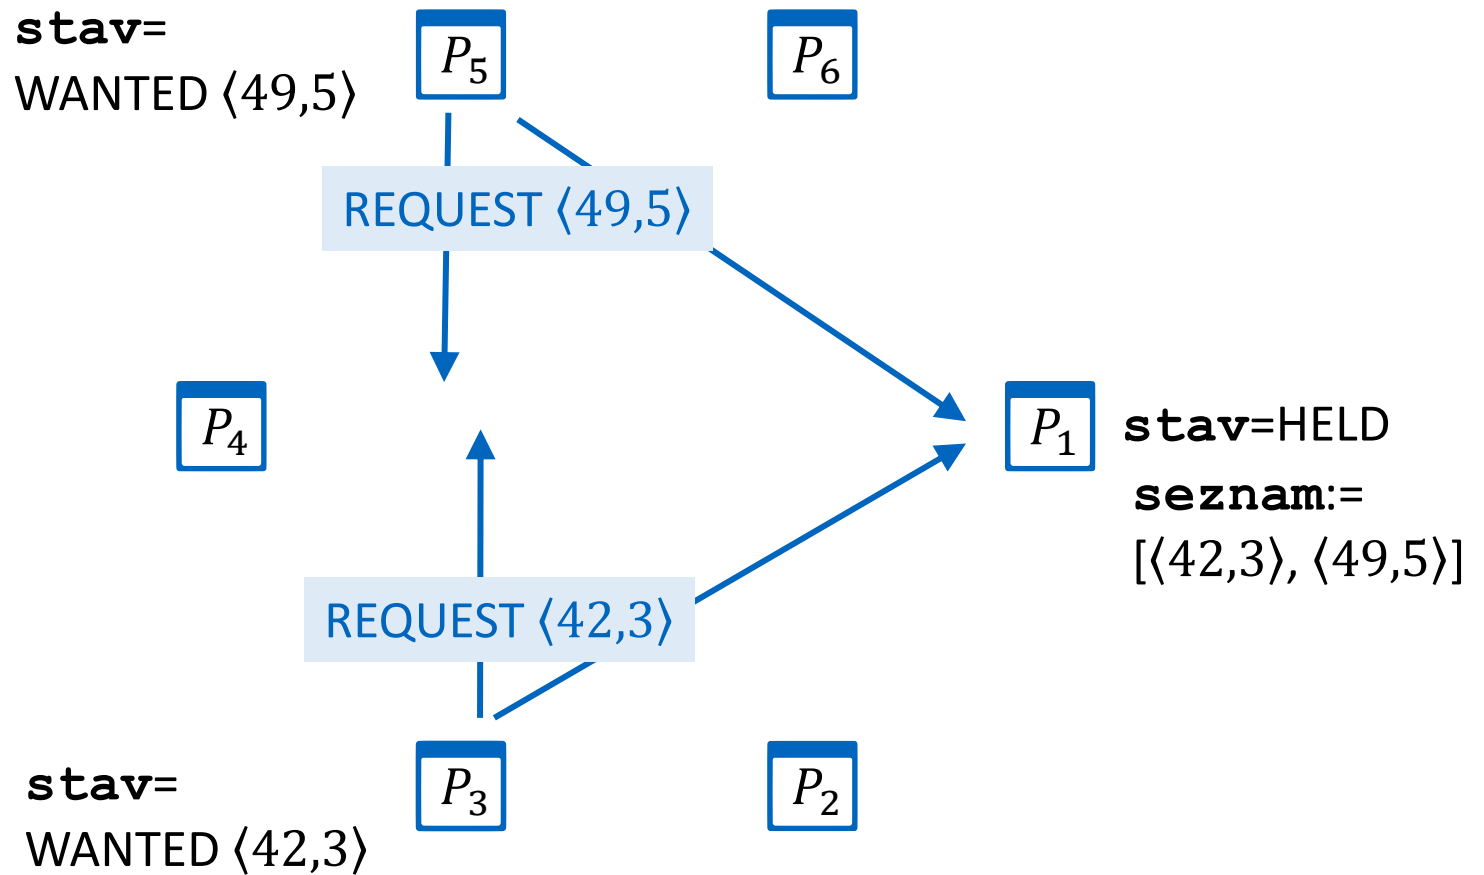 stav=
WANTED ⟨49,5⟩
P₅
P₆
REQUEST ⟨49,5⟩
P₄
P₁
stav=HELD
seznam:=
[⟨42,3⟩, ⟨49,5⟩]
REQUEST ⟨42,3⟩
stav=
WANTED ⟨42,3⟩
P₃
P₂